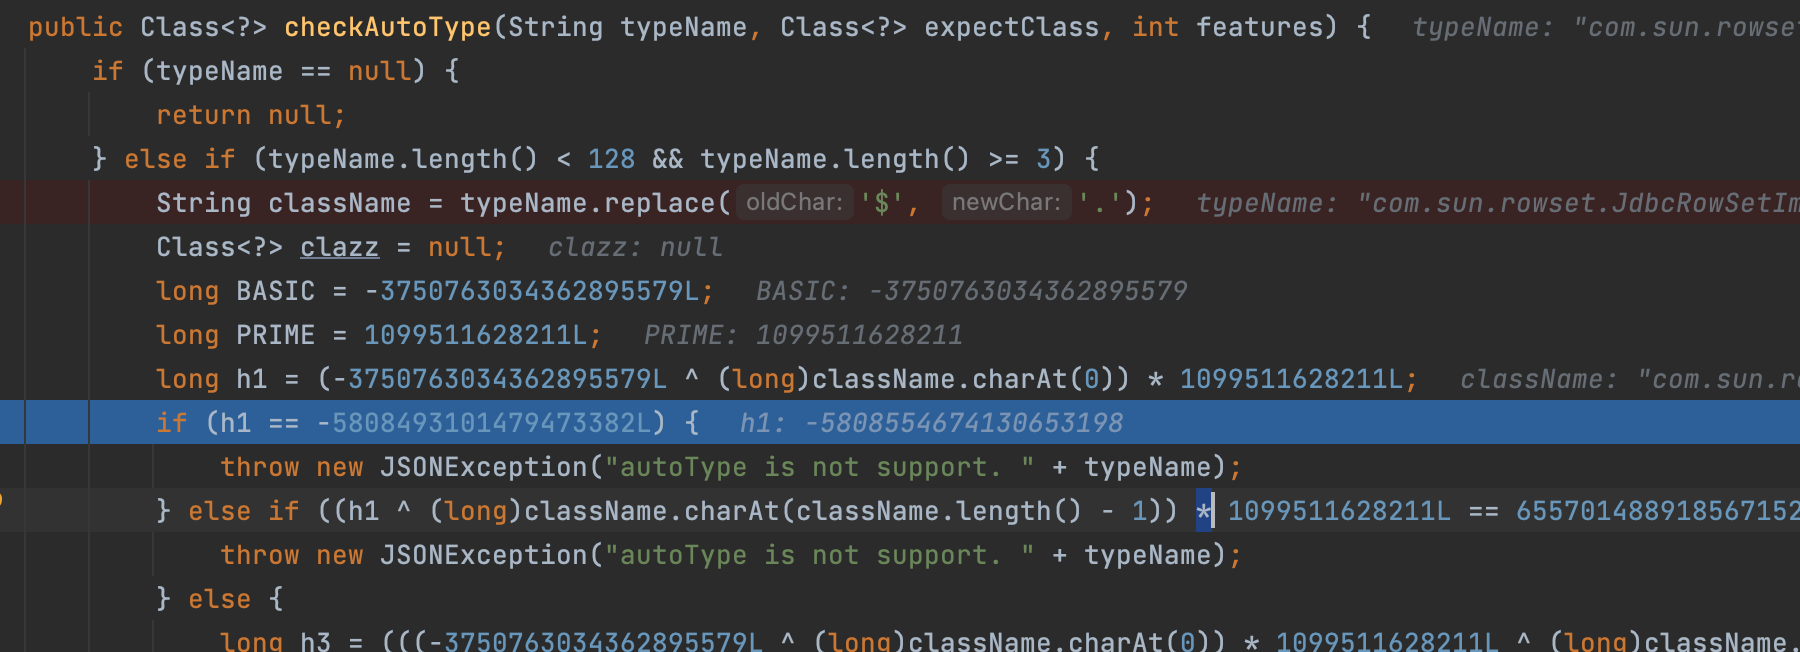 public Class<?> checkAutoType(String typeName, Class<?> expectClass, int features) { typeName: "com.sun.rowset
if (typeName == null) {
return null;
} else if (typeName.length() < 128 && typeName.length() >= 3) {
String className = typeName.replace( oldChar: '$', newChar: '.'); typeName: "com.sun.rowset.JdbcRowSetIm
Class<?> clazz = null; clazz: null
long BASIC = -3750763034362895579L; BASIC: -3750763034362895579
long PRIME = 1099511628211L; PRIME: 1099511628211
long h1 = (-3750763034362895579L ^ (long)className.charAt(0)) * 1099511628211L; className: "com.sun.ro
if (h1 == -5808493101479473382L) { h1: -5808554674130653198
throw new JSONException("autoType is not support. " + typeName);
} else if ((h1 ^ (long)className.charAt(className.length() - 1)) * 1099511628211L == 655701488918567152
throw new JSONException("autoType is not support. " + typeName);
} else {
long h3 = (((-3750763034362895579L ^ (long)className.charAt(0)) * 1099511628211L ^ (long)className.